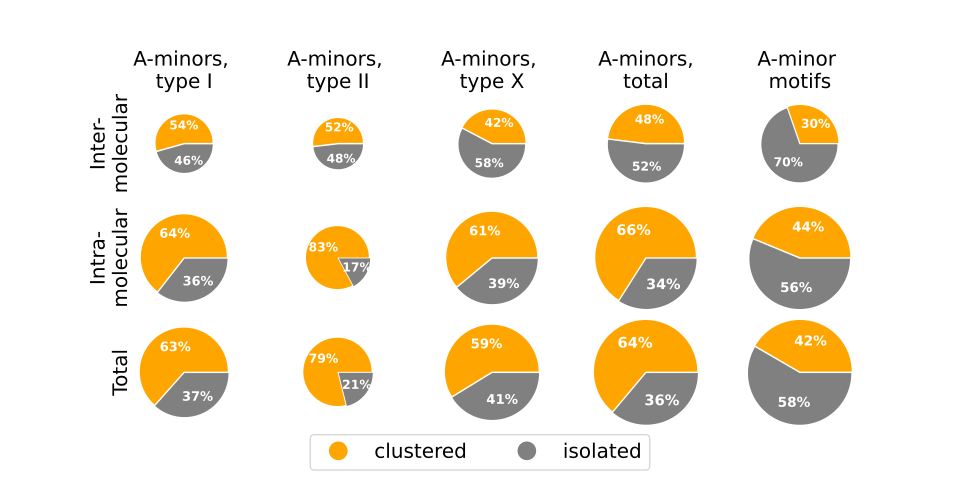 A-minors,
type I
A-minors,
type II
A-minors,
type X
A-minors,
total
A-minor
motifs
Inter-
molecular
54%
46%
52%
48%
42%
58%
48%
52%
30%
70%
Intra-
molecular
64%
36%
83%
17%
61%
39%
66%
34%
44%
56%
Total
63%
37%
79%
21%
59%
41%
64%
36%
42%
58%
clustered
isolated